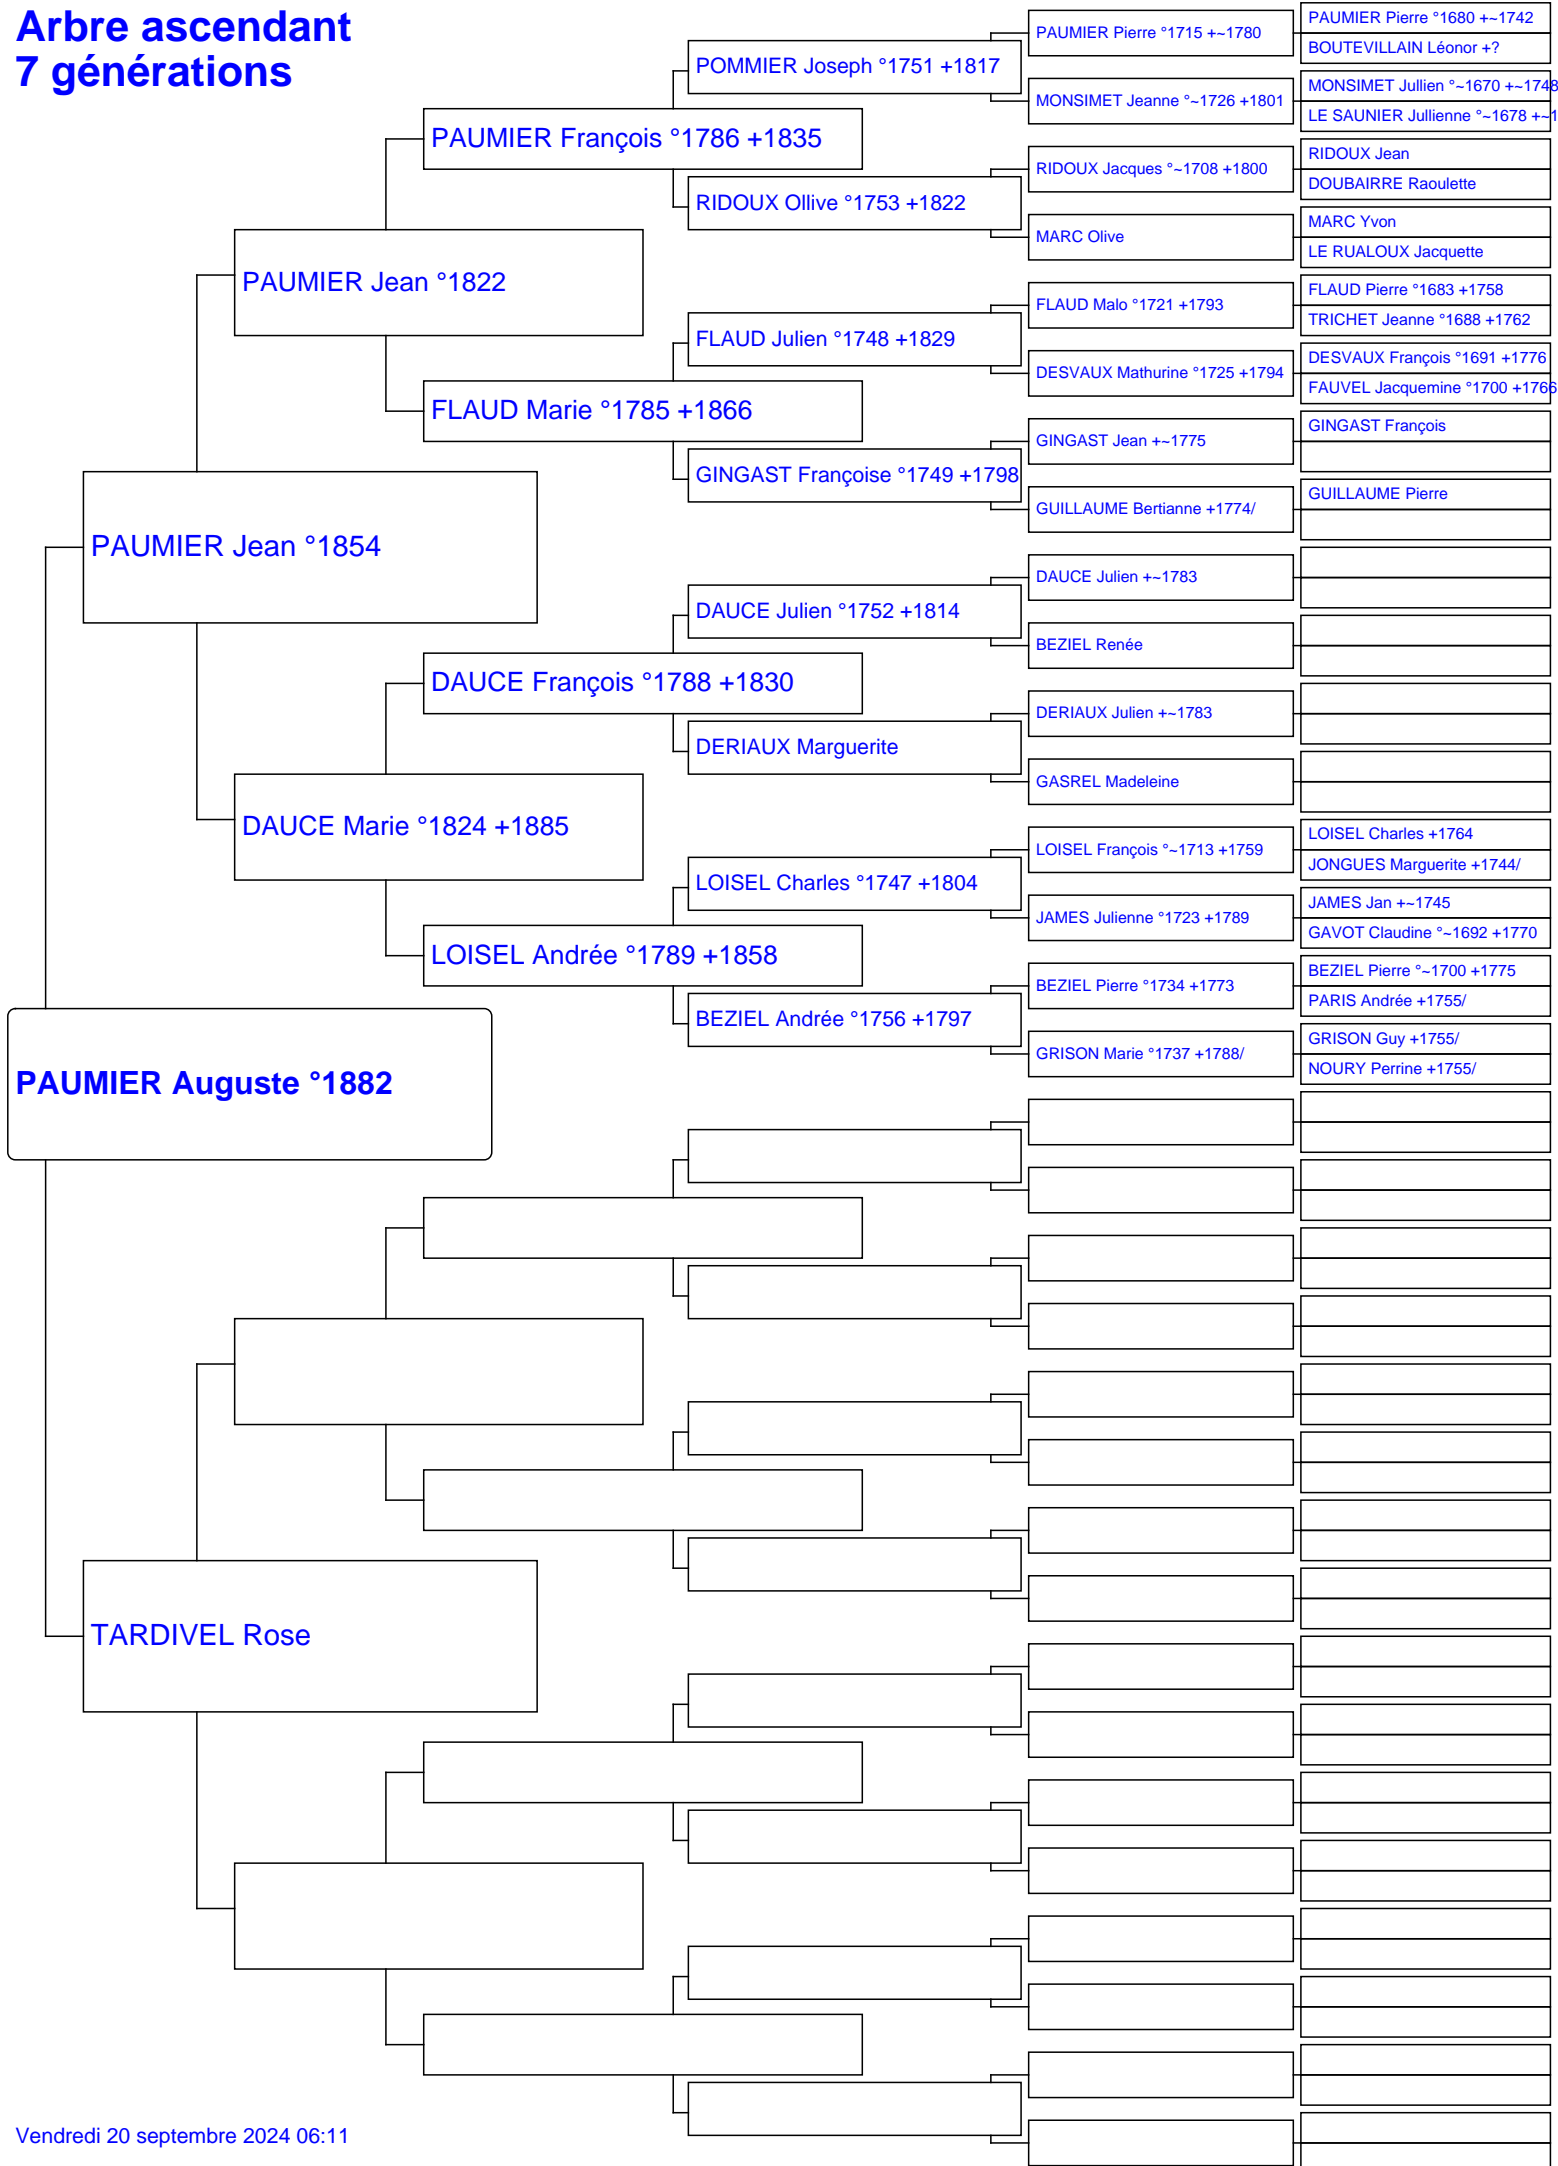 Arbre ascendant
7 générations
PAUMIER Auguste °1882
PAUMIER Jean °1854
TARDIVEL Rose
PAUMIER Jean °1822
DAUCE Marie °1824 +1885
PAUMIER François °1786 +1835
FLAUD Marie °1785 +1866
DAUCE François °1788 +1830
LOISEL Andrée °1789 +1858
POMMIER Joseph °1751 +1817
RIDOUX Ollive °1753 +1822
FLAUD Julien °1748 +1829
GINGAST Françoise °1749 +1798
DAUCE Julien °1752 +1814
DERIAUX Marguerite
LOISEL Charles °1747 +1804
BEZIEL Andrée °1756 +1797
PAUMIER Pierre °1715 +~1780
MONSIMET Jeanne °~1726 +1801
RIDOUX Jacques °~1708 +1800
MARC Olive
FLAUD Malo °1721 +1793
DESVAUX Mathurine °1725 +1794
GINGAST Jean +~1775
GUILLAUME Bertianne +1774/
DAUCE Julien +~1783
BEZIEL Renée
DERIAUX Julien +~1783
GASREL Madeleine
LOISEL François °~1713 +1759
JAMES Julienne °1723 +1789
BEZIEL Pierre °1734 +1773
GRISON Marie °1737 +1788/
PAUMIER Pierre °1680 +~1742
BOUTEVILLAIN Léonor +?
MONSIMET Jullien °~1670 +~1748
LE SAUNIER Jullienne °~1678 +~1
RIDOUX Jean
DOUBAIRRE Raoulette
MARC Yvon
LE RUALOUX Jacquette
FLAUD Pierre °1683 +1758
TRICHET Jeanne °1688 +1762
DESVAUX François °1691 +1776
FAUVEL Jacquemine °1700 +1766
GINGAST François
GUILLAUME Pierre
LOISEL Charles +1764
JONGUES Marguerite +1744/
JAMES Jan +~1745
GAVOT Claudine °~1692 +1770
BEZIEL Pierre °~1700 +1775
PARIS Andrée +1755/
GRISON Guy +1755/
NOURY Perrine +1755/
Vendredi 20 septembre 2024 06:11